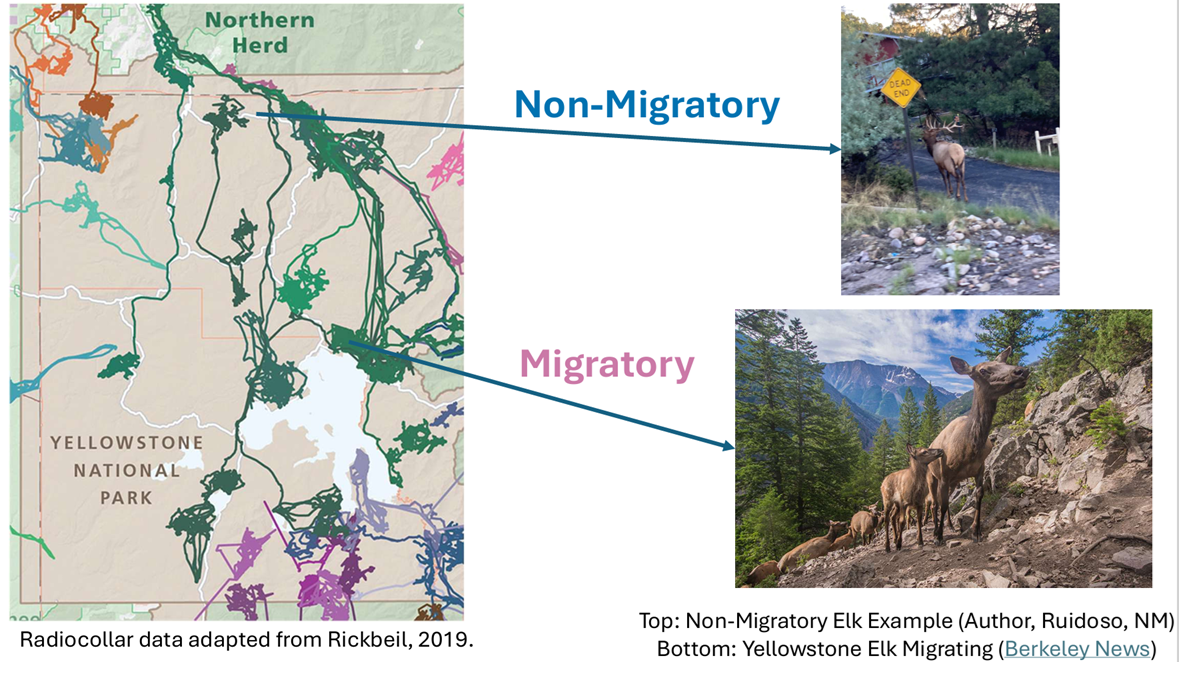 Northern
Herd
Non-Migratory
DEAD
END
Migratory
YELLOWSTONE
NATIONAL
PARK
Radiocollar data adapted from Rickbeil, 2019.
Top: Non-Migratory Elk Example (Author, Ruidoso, NM)
Bottom: Yellowstone Elk Migrating (Berkeley News)